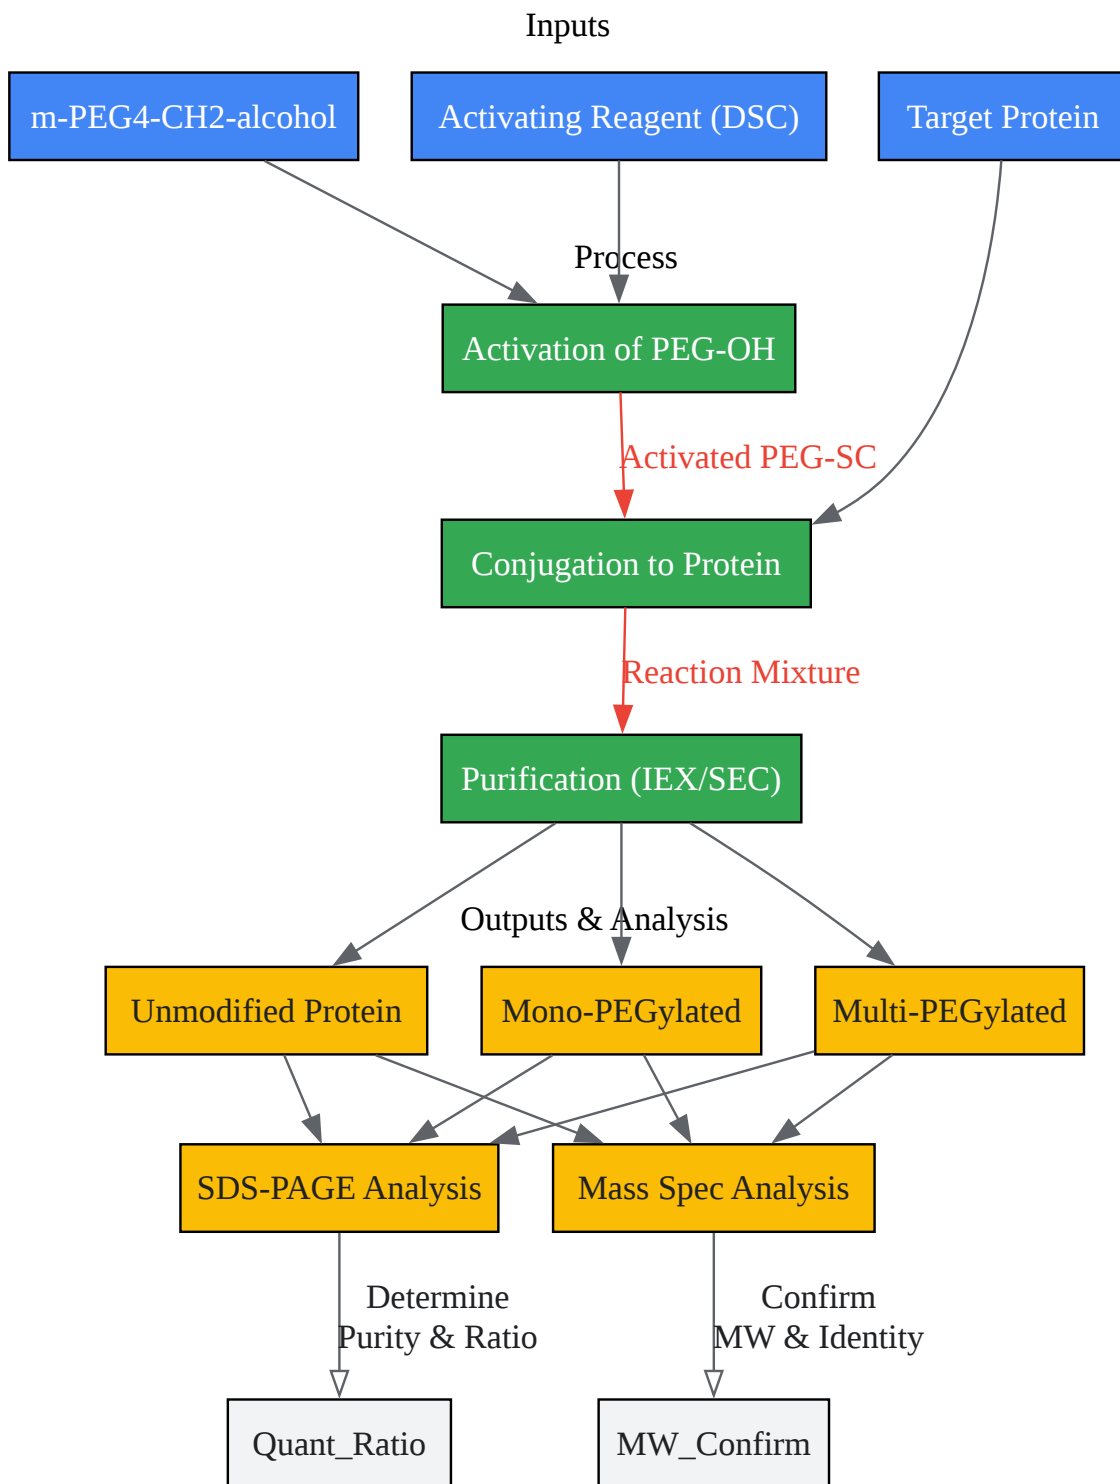 Inputs
m-PEG4-CH2-alcohol
Activating Reagent (DSC)
Target Protein
Process
Activation of PEG-OH
Activated PEG-SC
Conjugation to Protein
Reaction Mixture
Purification (IEX/SEC)
Outputs & Analysis
Unmodified Protein
Mono-PEGylated
Multi-PEGylated
SDS-PAGE Analysis
Mass Spec Analysis
Determine
Purity & Ratio
Confirm
MW & Identity
Quant_Ratio
MW_Confirm